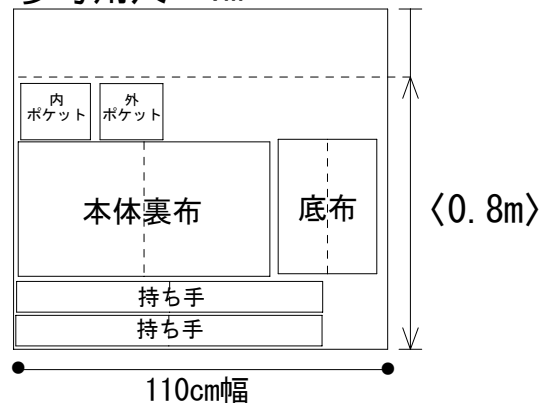 内
ポケット
外
ポケット
本体裏布
底布
〈0.8m〉
持ち手
持ち手
110cm幅